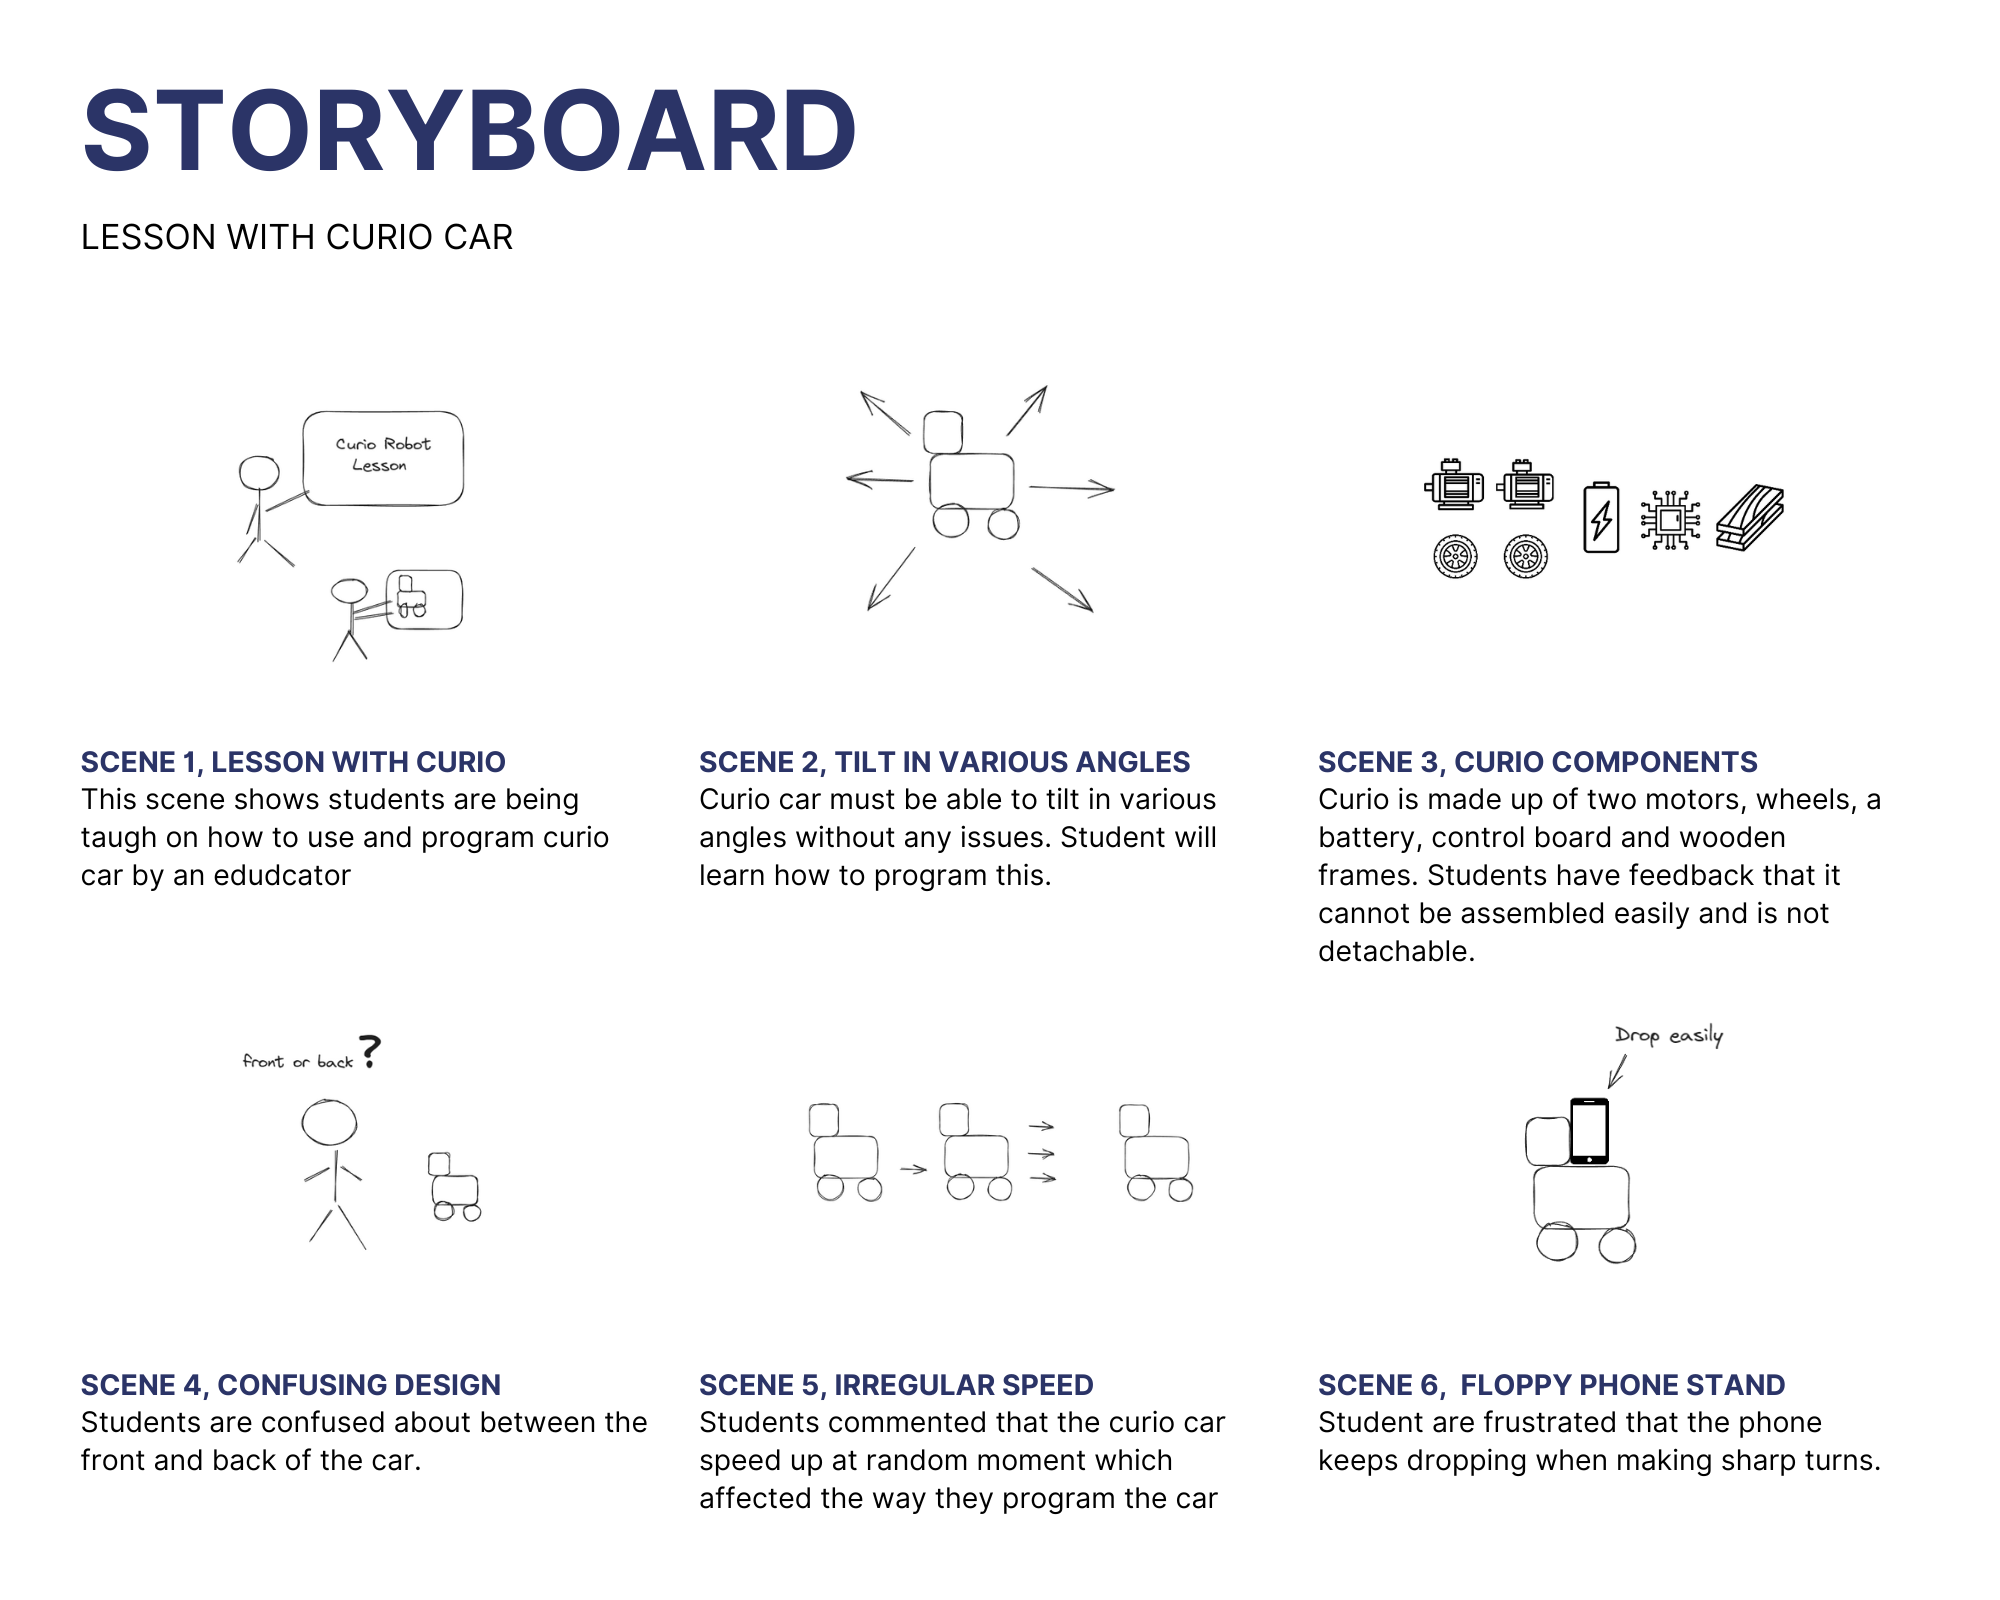 STORYBOARD
LESSON WITH CURIO CAR
Curio Robot
Lesson
SCENE 1, LESSON WITH CURIO
This scene shows students are being
taugh on how to use and program curio
car by an edudcator
SCENE 2, TILT IN VARIOUS ANGLES
Curio car must be able to tilt in various
angles without any issues. Student will
learn how to program this.
SCENE 3, CURIO COMPONENTS
Curio is made up of two motors, wheels, a
battery, control board and wooden
frames. Students have feedback that it
cannot be assembled easily and is not
detachable.
front or back ?
Drop easily
SCENE 4, CONFUSING DESIGN
Students are confused about between the
front and back of the car.
SCENE 5, IRREGULAR SPEED
Students commented that the curio car
speed up at random moment which
affected the way they program the car
SCENE 6,  FLOPPY PHONE STAND
Student are frustrated that the phone
keeps dropping when making sharp turns.